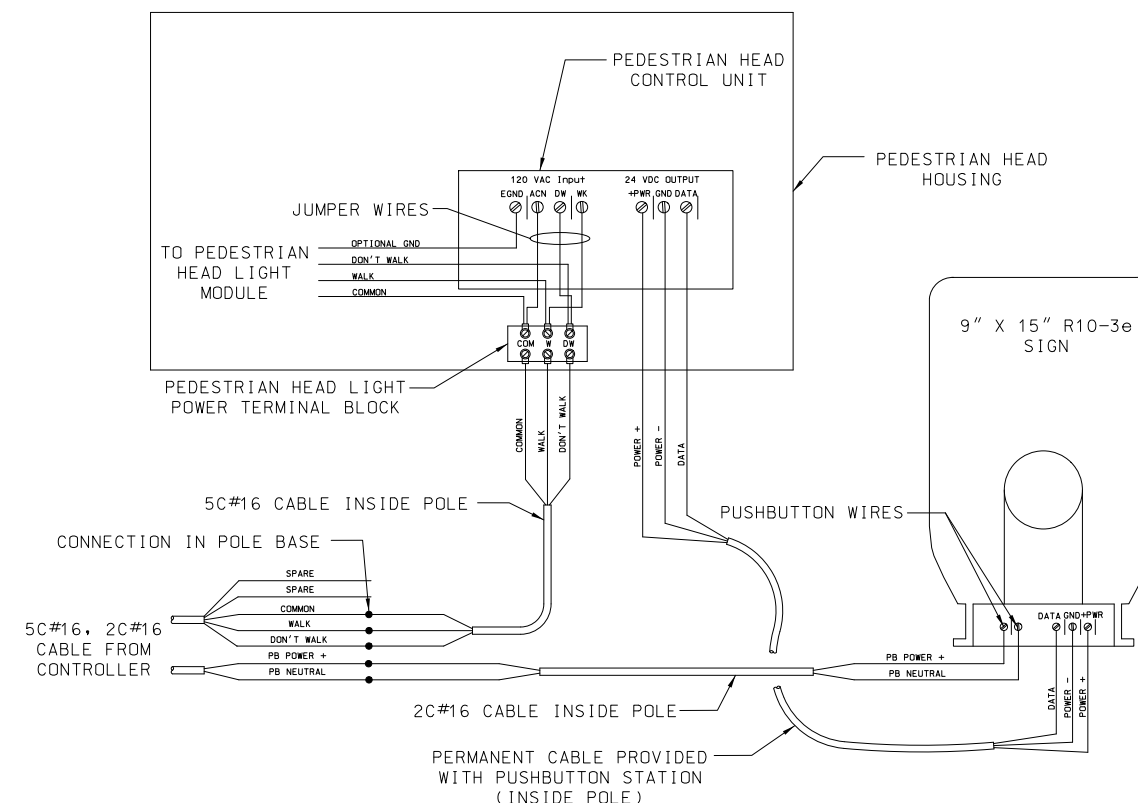 PEDESTRIAN HEAD
CONTROL UNIT
PEDESTRIAN HEAD
HOUSING
120 VAC Input
24 VDC OUTPUT
EGND ACN DW WK
+PWR GND DATA
JUMPER WIRES
TO PEDESTRIAN
HEAD LIGHT
MODULE
OPTIONAL GND
DON'T WALK
WALK
COMMON
COM W DW
9" X 15" R10-3e
SIGN
PEDESTRIAN HEAD LIGHT
POWER TERMINAL BLOCK
COMMON
WALK
DON'T WALK
POWER +
POWER -
DATA
5C#16 CABLE INSIDE POLE
PUSHBUTTON WIRES
CONNECTION IN POLE BASE
SPARE
SPARE
COMMON
WALK
DON'T WALK
PB POWER +
PB NEUTRAL
5C#16, 2C#16
CABLE FROM
CONTROLLER
DATA GND +PWR
PB POWER +
PB NEUTRAL
2C#16 CABLE INSIDE POLE
DATA
POWER -
POWER +
PERMANENT CABLE PROVIDED
WITH PUSHBUTTON STATION
(INSIDE POLE)